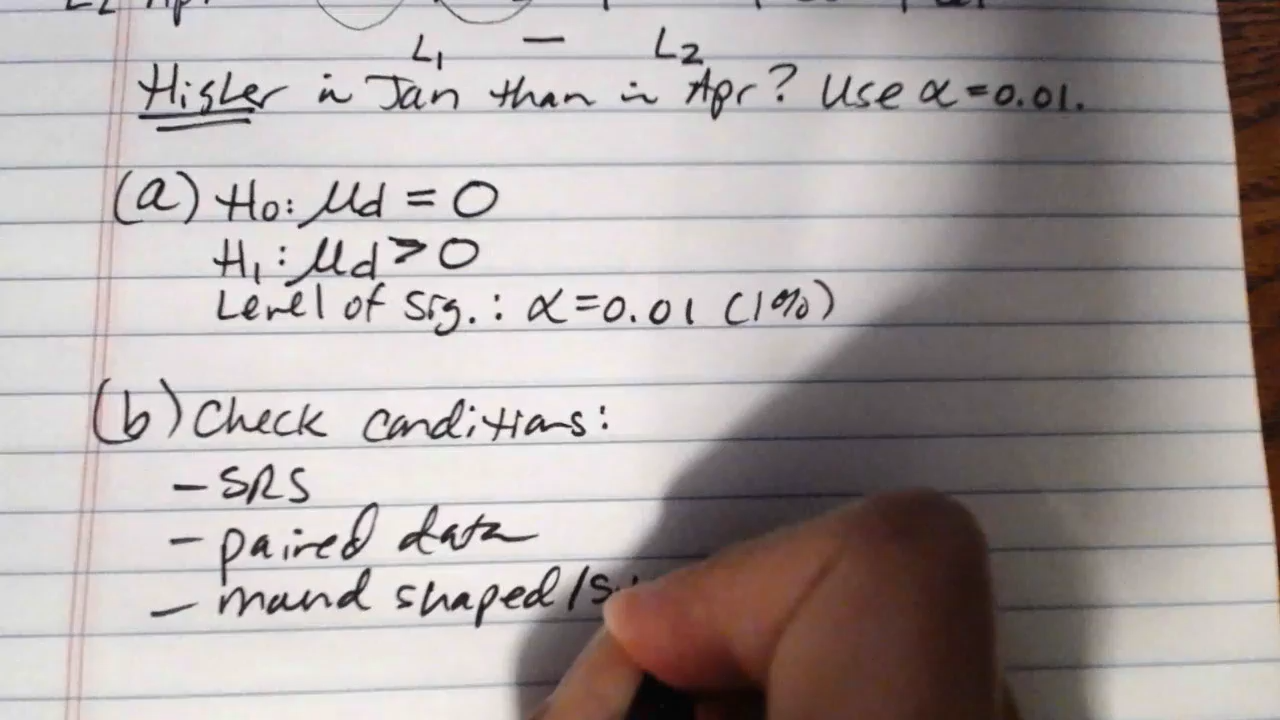 L1 — L2
Higher in Jan than in Apr? Use α=0.01.
(a) H0: μd = 0
H1: μd > 0
Level of Sig.: α=0.01 (1%)
(b) Check conditions:
- SRS
- paired data
- mound shaped/